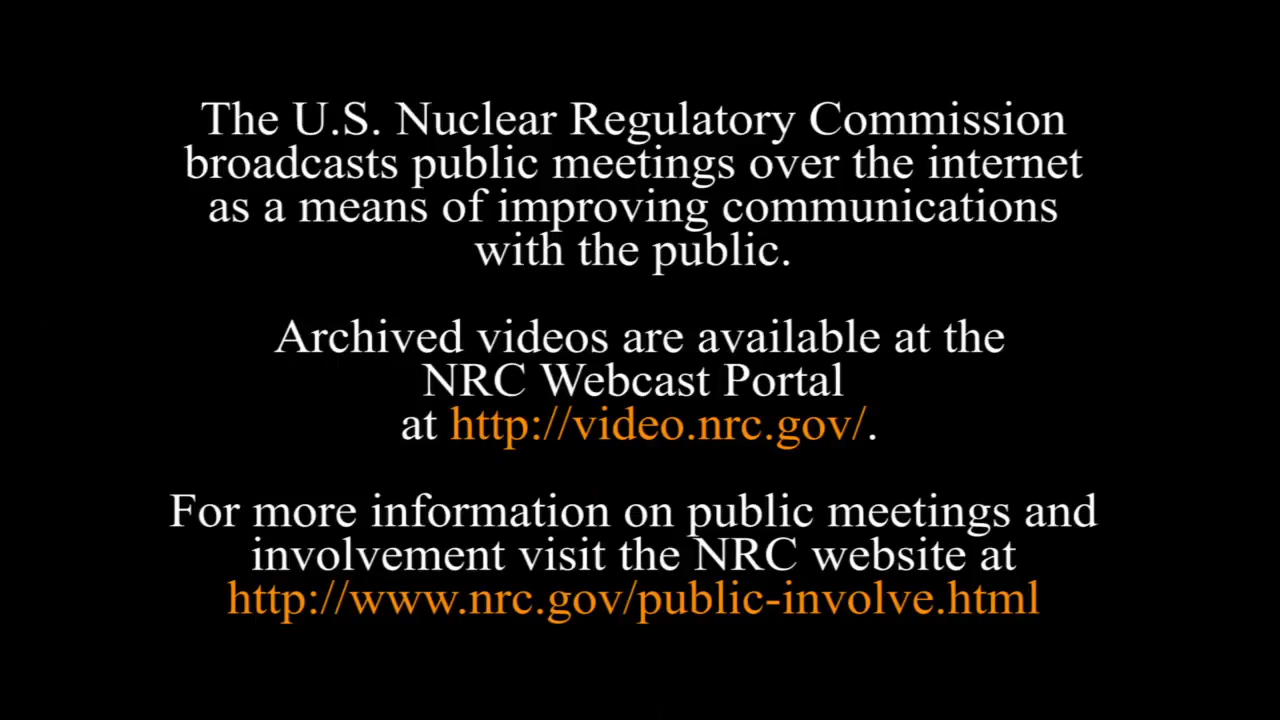 The U.S. Nuclear Regulatory Commission
broadcasts public meetings over the internet
as a means of improving communications
with the public.
Archived videos are available at the
NRC Webcast Portal
at http://video.nrc.gov/.
For more information on public meetings and
involvement visit the NRC website at
http://www.nrc.gov/public-involve.html